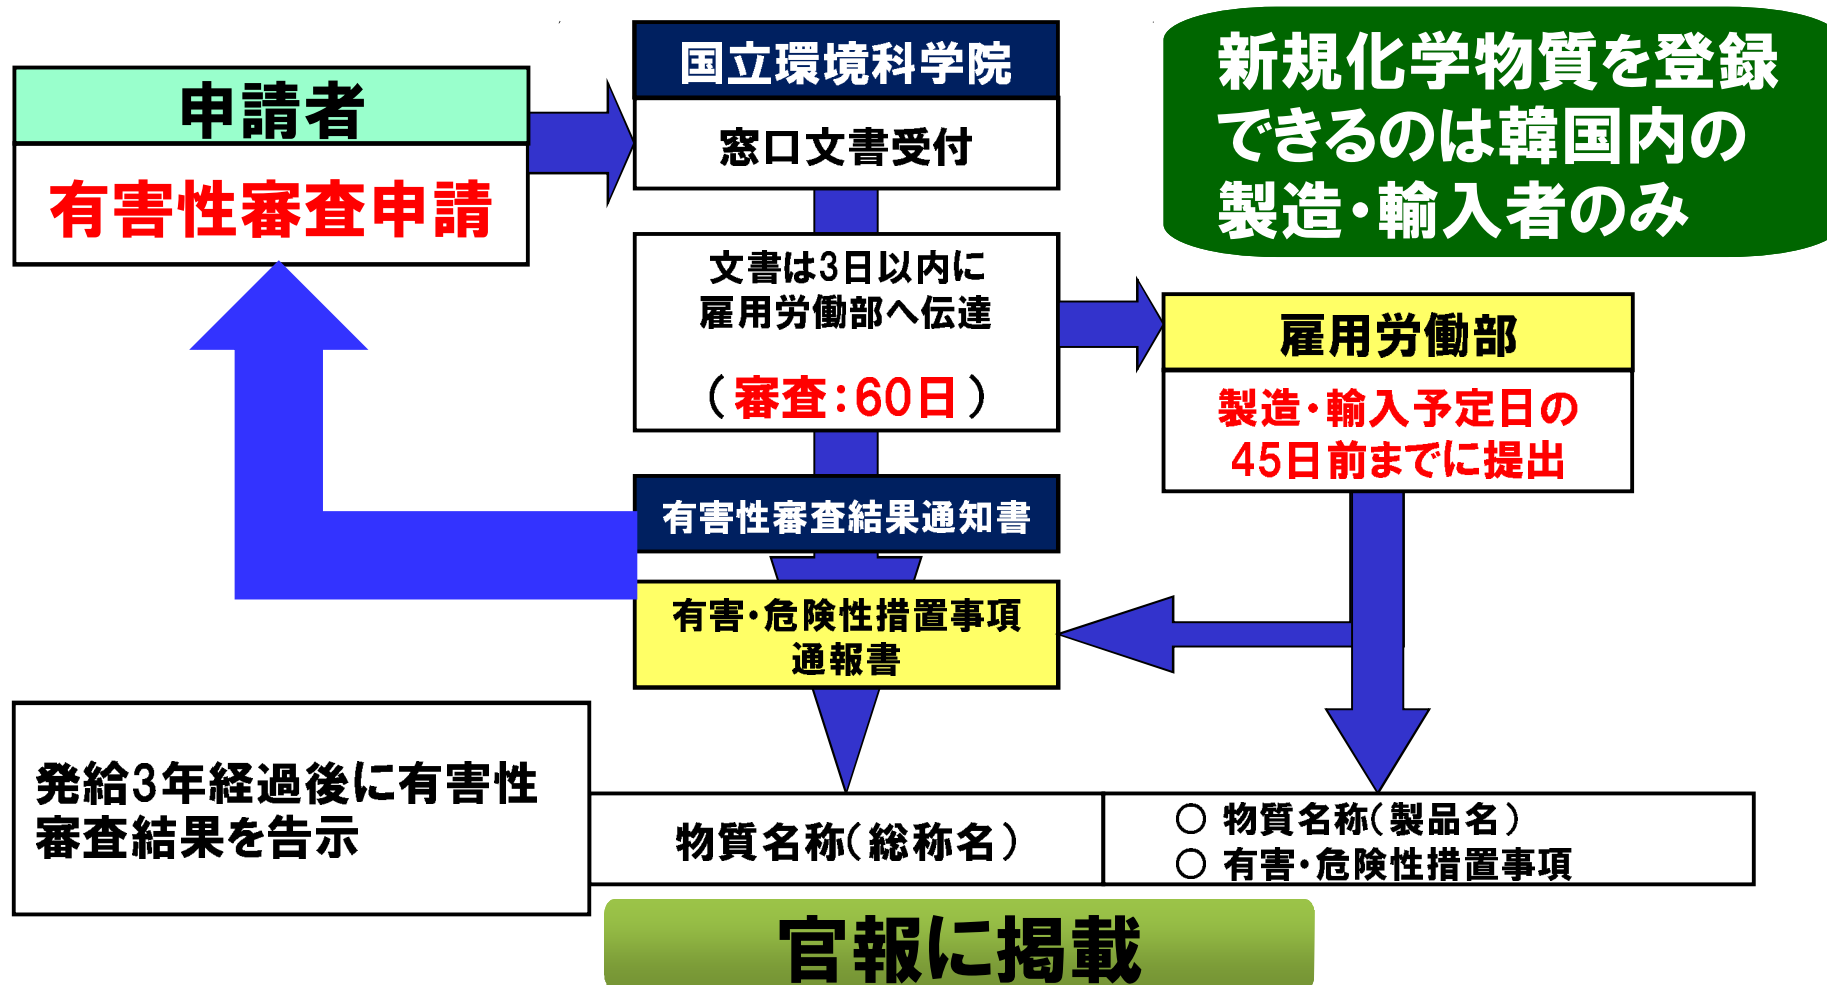 申請者
有害性審査申請
国立環境科学院
窓口文書受付
文書は3日以内に
雇用労働部へ伝達
(審査:60日)
新規化学物質を登録
できるのは韓国内の
製造・輸入者のみ
雇用労働部
製造・輸入予定日の
45日前までに提出
有害性審査結果通知書
有害・危険性措置事項
通報書
発給3年経過後に有害性
審査結果を告示
物質名称(総称名)
○ 物質名称(製品名)
○ 有害・危険性措置事項
官報に掲載